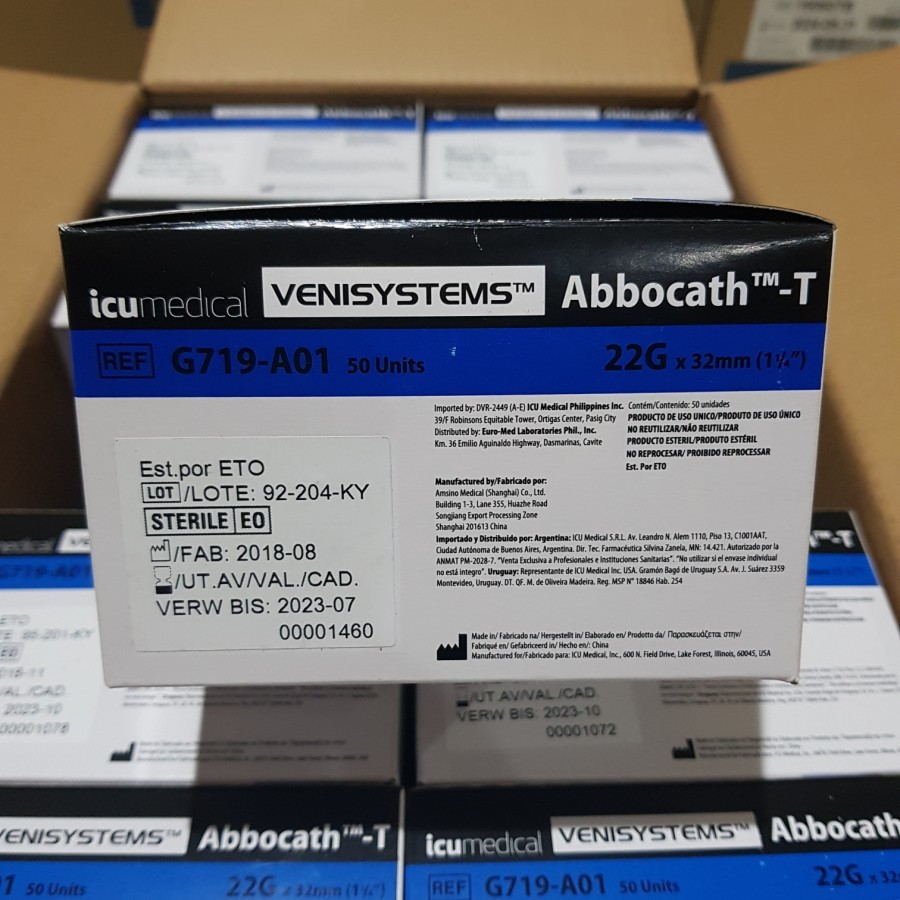 Abbocath™-T
Abbocath™-T
icumedical VENISYSTEMS™ Abbocath™-T
REF G719-A01 50 Units 22G x 32mm (1¼")
Imported by: DVR-2449 (A-E) ICU Medical Philippines Inc.
39/F Robinsons Equitable Tower, Ortigas Center, Pasig City
Distributed by: Euro-Med Laboratories Phil., Inc.
Km. 36 Emilio Aguinaldo Highway, Dasmarinas, Cavite
Contém/Contenido: 50 unidades
PRODUCTO DE USO UNICO/PRODUTO DE USO ÚNICO
NO REUTILIZAR/NÃO REUTILIZAR
PRODUCTO ESTERIL/PRODUTO ESTÉRIL
NO REPROCESAR/ PROIBIDO REPROCESSAR
Est. Por ETO
Est.por ETO
LOT /LOTE: 92-204-KY
STERILE EO
/FAB: 2018-08
/UT.AV/VAL./CAD.
VERW BIS: 2023-07
00001460
Manufactured by/Fabricado por:
Amsino Medical (Shanghai) Co., Ltd.
Building 1-3, Lane 355, Huazhe Road
Songjiang Export Processing Zone
Shanghai 201613 China
Importado y Distribuido por: Argentina: ICU Medical S.R.L. Av. Leandro N. Alem 1110, Piso 13, C1001AAT,
Ciudad Autónoma de Buenos Aires, Argentina. Dir. Tec. Farmacéutica Silvina Zanela, MN: 14.421. Autorizado por la
ANMAT PM-2028-7. "Venta Exclusiva a Profesionales e Instituciones Sanitarias". "No utilizar si el envase individual
no está integro". Uruguay: Representante de ICU Medical Inc. USA. Gramón Bagó de Uruguay S.A. Av. J. Suárez 3359
Montevideo, Uruguay. DT. QF. M. de Oliveira Madeira. Reg. MSP N° 18846 Hab. 254
Made in/ Fabricado na/ Hergestellt in/ Elaborado en/ Prodotto da/ Παρασκευάζεται στην/
Fabriqué en/ Gefabriceerd in/ Hecho en/: China
Manufactured for/Fabricado para: ICU Medical, Inc., 600 N. Field Drive, Lake Forest, Illinois, 60045, USA
icumedical
G719-A01
ETO
2018-11
/CAD.
2023-10
00001078
-T
/UT.AV/VAL./CAD.
VERW BIS: 2023-10
00001072
VENISYSTEMS™ Abbocath™-T
50 Units 22G x 32mm (1¼")
icumedical VENISYSTEMS™ Abbocath
REF G719-A01 50 Units 22G x 32